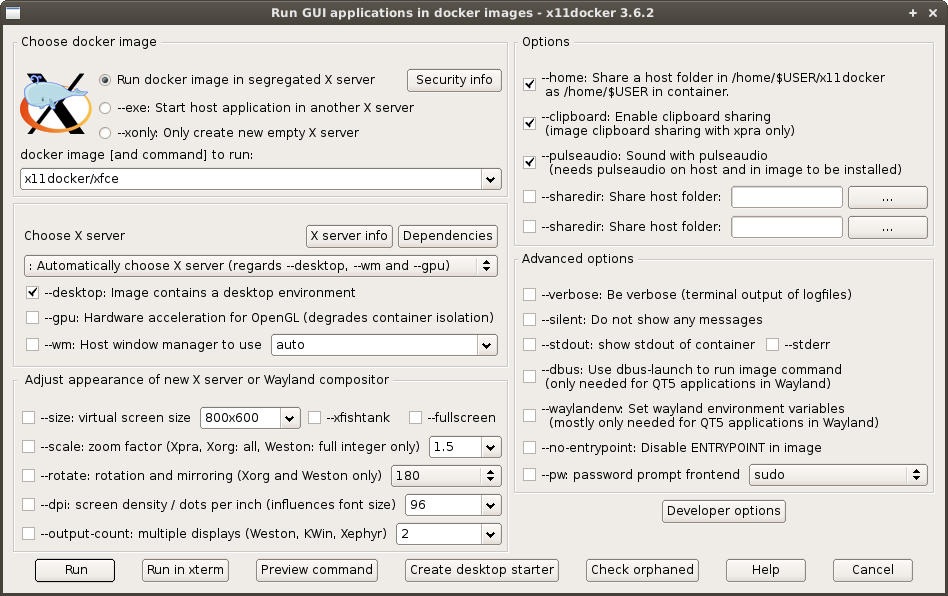 Run GUI applications in docker images - x11docker 3.6.2
Choose docker image
Run docker image in segregated X server
Security info
--exe: Start host application in another X server
--xonly: Only create new empty X server
docker image [and command] to run:
x11docker/xfce
Choose X server
X server info
Dependencies
: Automatically choose X server (regards --desktop, --wm and --gpu)
--desktop: Image contains a desktop environment
--gpu: Hardware acceleration for OpenGL (degrades container isolation)
--wm: Host window manager to use
auto
Adjust appearance of new X server or Wayland compositor
--size: virtual screen size
800x600
--xfishtank
--fullscreen
--scale: zoom factor (Xpra, Xorg: all, Weston: full integer only)
1.5
--rotate: rotation and mirroring (Xorg and Weston only)
180
--dpi: screen density / dots per inch (influences font size)
96
--output-count: multiple displays (Weston, KWin, Xephyr)
2
Options
--home: Share a host folder in /home/$USER/x11docker
as /home/$USER in container.
--clipboard: Enable clipboard sharing
(image clipboard sharing with xpra only)
--pulseaudio: Sound with pulseaudio
(needs pulseaudio on host and in image to be installed)
--sharedir: Share host folder:
...
--sharedir: Share host folder:
...
Advanced options
--verbose: Be verbose (terminal output of logfiles)
--silent: Do not show any messages
--stdout: show stdout of container
--stderr
--dbus: Use dbus-launch to run image command
(only needed for QT5 applications in Wayland)
--waylandenv: Set wayland environment variables
(mostly only needed for QT5 applications in Wayland)
--no-entrypoint: Disable ENTRYPOINT in image
--pw: password prompt frontend
sudo
Developer options
Run
Run in xterm
Preview command
Create desktop starter
Check orphaned
Help
Cancel